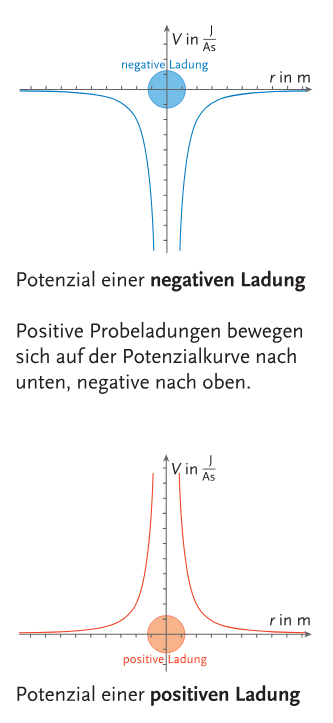 V in J/As
negative Ladung
r in m
Potenzial einer negativen Ladung
Positive Probeladungen bewegen
sich auf der Potenzialkurve nach
unten, negative nach oben.
V in J/As
r in m
positive Ladung
Potenzial einer positiven Ladung